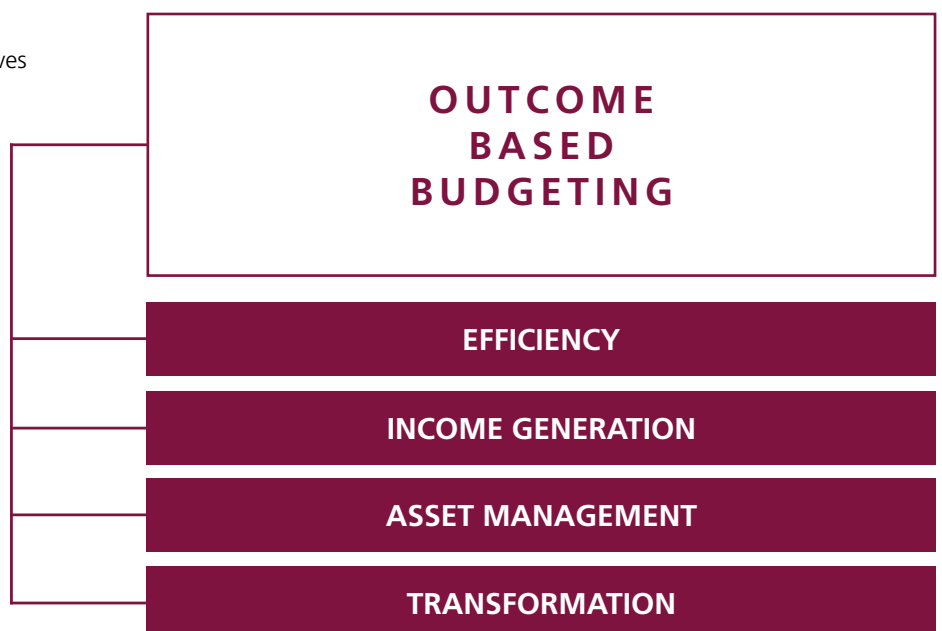 ves
OUTCOME
BASED
BUDGETING
EFFICIENCY
INCOME GENERATION
ASSET MANAGEMENT
TRANSFORMATION